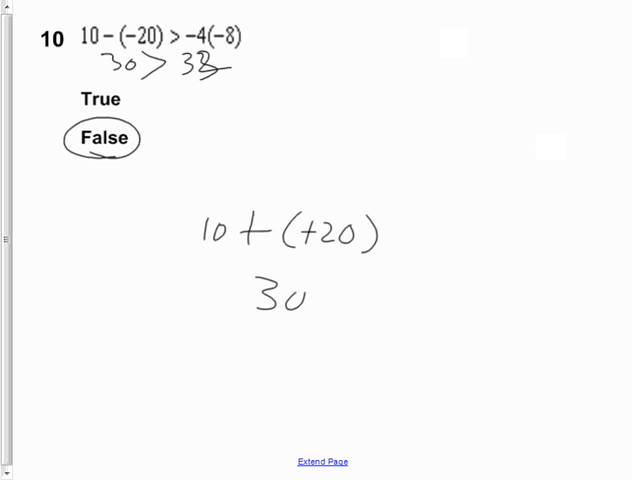 10 10 – (–20) > –4(–8)
30 > 32
True
False
10 + (+20)
30
Extend Page